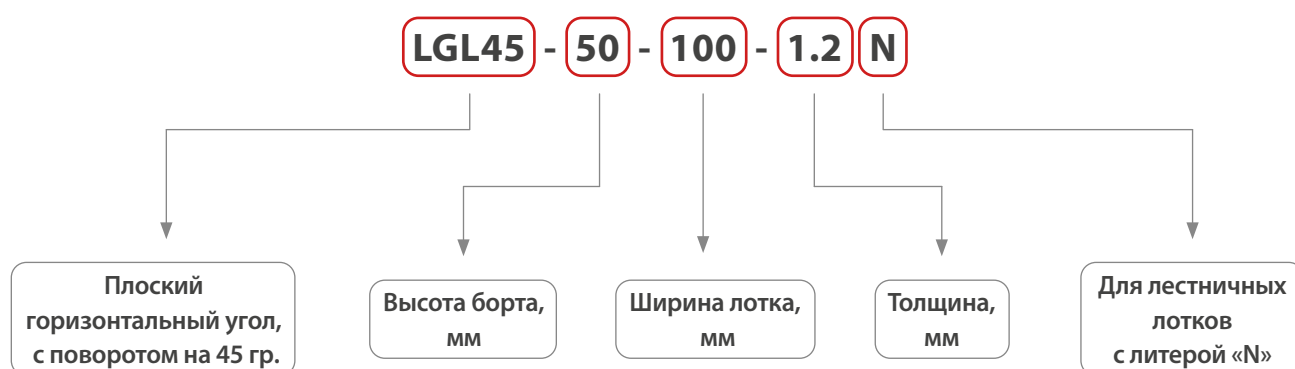 LGL45 - 50 - 100 - 1.2 N
Плоский
горизонтальный угол,
с поворотом на 45 гр.
Высота борта,
мм
Ширина лотка,
мм
Толщина,
мм
Для лестничных
лотков
с литерой «N»